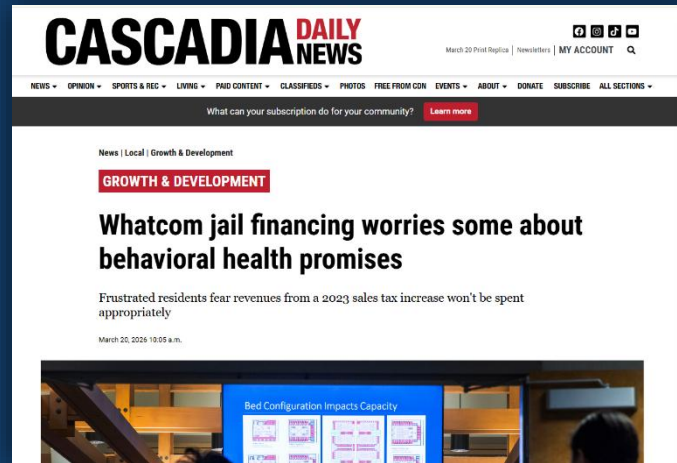 CASCADIA DAILY NEWS
March 20 Print Replica | Newsletters | MY ACCOUNT
NEWS OPINION SPORTS & REC LIVING PAID CONTENT CLASSIFIEDS PHOTOS FREE FROM CDN EVENTS ABOUT DONATE SUBSCRIBE ALL SECTIONS
What can your subscription do for your community? Learn more
News | Local | Growth & Development
GROWTH & DEVELOPMENT
Whatcom jail financing worries some about
behavioral health promises
Frustrated residents fear revenues from a 2023 sales tax increase won't be spent
appropriately
March 20, 2026 10:05 a.m.
Bed Configuration Impacts Capacity